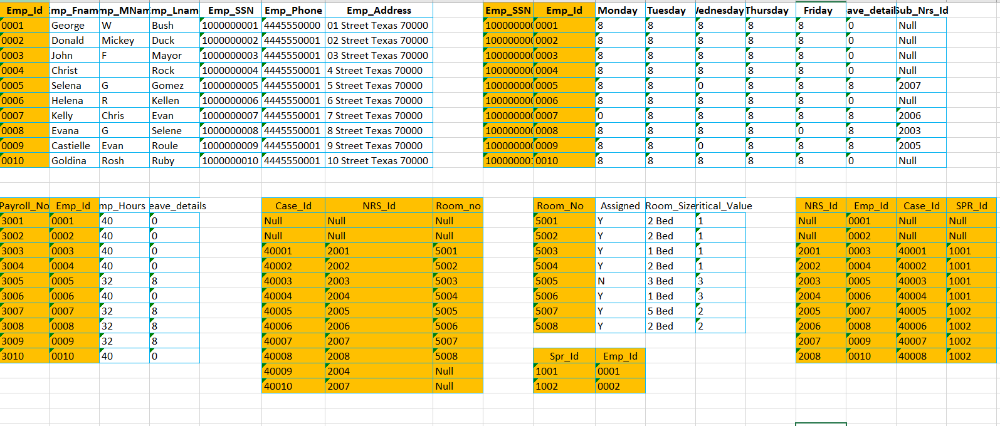 Emp_Id Emp_Fnam mp_MNam Emp_Lnam Emp_SSN Emp_Phone Emp_Address Emp_SSN Emp_Id Monday Tuesday Wednesday Thursday Friday eave_detail Sub_Nrs_Id
0001 George W Bush 1000000001 4445550000 01 Street Texas 70000 100000000 0001 8 8 8 8 8 0 Null
0002 Donald Mickey Duck 1000000002 4445550001 02 Street Texas 70000 100000000 0002 8 8 8 8 8 0 Null
0003 John F Mayor 1000000003 4445550001 03 Street Texas 70000 100000000 0003 8 8 8 8 8 0 Null
0004 Christ Rock 1000000004 4445550001 4 Street Texas 70000 100000000 0004 8 8 8 8 8 0 Null
0005 Selena G Gomez 1000000005 4445550001 5 Street Texas 70000 100000000 0005 8 8 0 8 8 8 2007
0006 Helena R Kellen 1000000006 4445550001 6 Street Texas 70000 100000000 0006 8 8 8 8 8 0 Null
0007 Kelly Chris Evan 1000000007 4445550001 7 Street Texas 70000 100000000 0007 0 8 8 8 8 8 2006
0008 Evana G Selene 1000000008 4445550001 8 Street Texas 70000 100000000 0008 8 8 8 8 0 8 2003
0009 Castielle Evan Roule 1000000009 4445550001 9 Street Texas 70000 100000000 0009 8 8 0 8 8 8 2005
0010 Goldina Rosh Ruby 1000000010 4445550001 10 Street Texas 70000 100000001 0010 8 8 8 8 8 0 Null
Payroll_No Emp_Id mp_Hours eave_details Case_Id NRS_Id Room_no Room_No Assigned Room_Size ritical_Value NRS_Id Emp_Id Case_Id SPR_Id
3001 0001 40 0 Null Null Null 5001 Y 2 Bed 1 Null 0001 Null Null
3002 0002 40 0 Null Null Null 5002 Y 2 Bed 1 Null 0002 Null Null
3003 0003 40 0 40001 2001 5001 5003 Y 1 Bed 1 2001 0003 40001 1001
3004 0004 40 0 40002 2002 5002 5004 Y 2 Bed 1 2002 0004 40002 1001
3005 0005 32 8 40003 2003 5003 5005 N 3 Bed 3 2003 0005 40003 1001
3006 0006 40 0 40004 2004 5004 5006 Y 1 Bed 3 2004 0006 40004 1001
3007 0007 32 8 40005 2005 5005 5007 Y 5 Bed 2 2005 0007 40005 1002
3008 0008 32 8 40006 2006 5006 5008 Y 2 Bed 2 2006 0008 40006 1002
3009 0009 32 8 40007 2007 5007 2007 0009 40007 1002
3010 0010 40 0 40008 2008 5008 Spr_Id Emp_Id 2008 0010 40008 1002
40009 2004 Null 1001 0001
40010 2007 Null 1002 0002